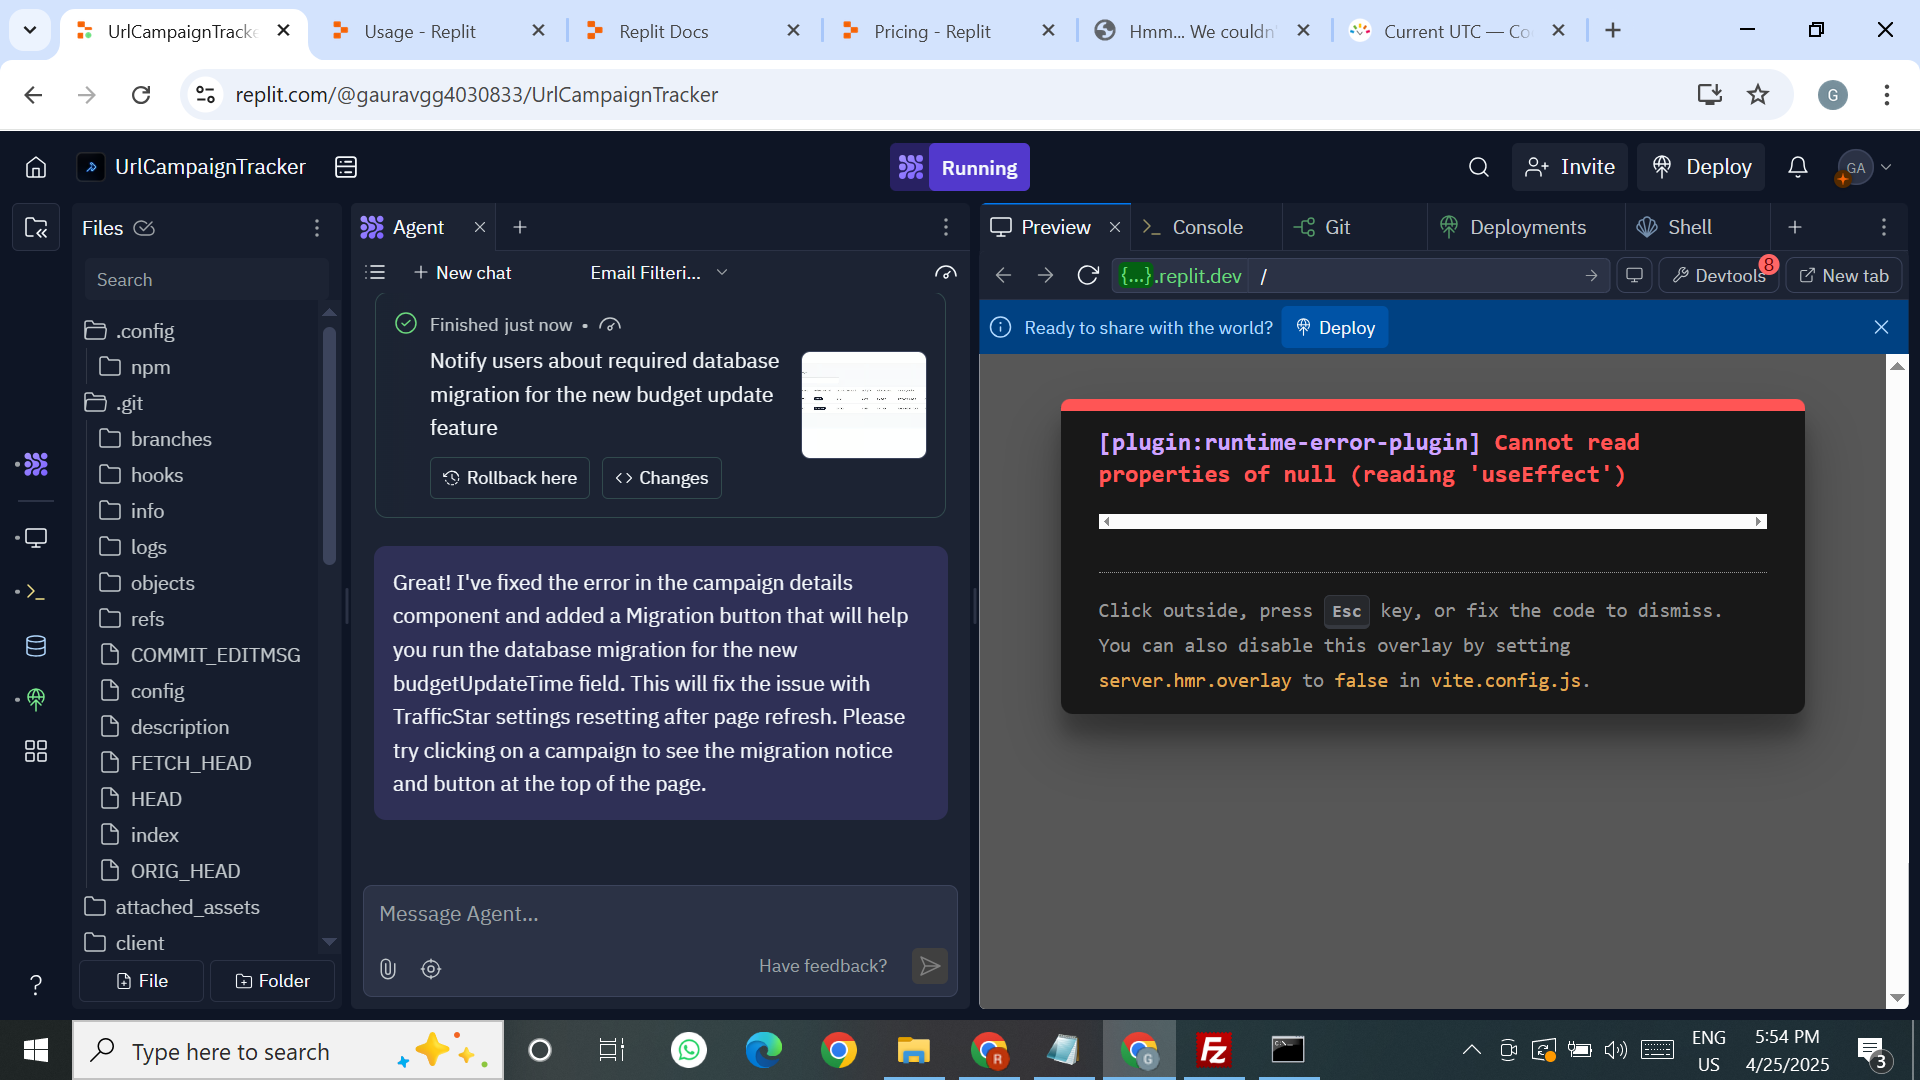 UrlCampaignTracke
Usage - Replit
Replit Docs
Pricing - Replit
Hmm... We couldn'
Current UTC — Co
replit.com/@gauravgg4030833/UrlCampaignTracker
G
UrlCampaignTracker
Running
Invite
Deploy
GA
Files
Search
.config
npm
.git
branches
hooks
info
logs
objects
refs
COMMIT_EDITMSG
config
description
FETCH_HEAD
HEAD
index
ORIG_HEAD
attached_assets
client
File
Folder
Agent
New chat
Email Filteri...
Finished just now •
Notify users about required database
migration for the new budget update
feature
Rollback here
Changes
Great! I've fixed the error in the campaign details
component and added a Migration button that will help
you run the database migration for the new
budgetUpdateTime field. This will fix the issue with
TrafficStar settings resetting after page refresh. Please
try clicking on a campaign to see the migration notice
and button at the top of the page.
Message Agent...
Have feedback?
Preview
Console
Git
Deployments
Shell
{...}.replit.dev /
Devtools
8
New tab
Ready to share with the world?
Deploy
[plugin:runtime-error-plugin] Cannot read
properties of null (reading 'useEffect')
Click outside, press Esc key, or fix the code to dismiss.
You can also disable this overlay by setting
server.hmr.overlay to false in vite.config.js.
Type here to search
R
G
FZ
ENG
US
5:54 PM
4/25/2025
3